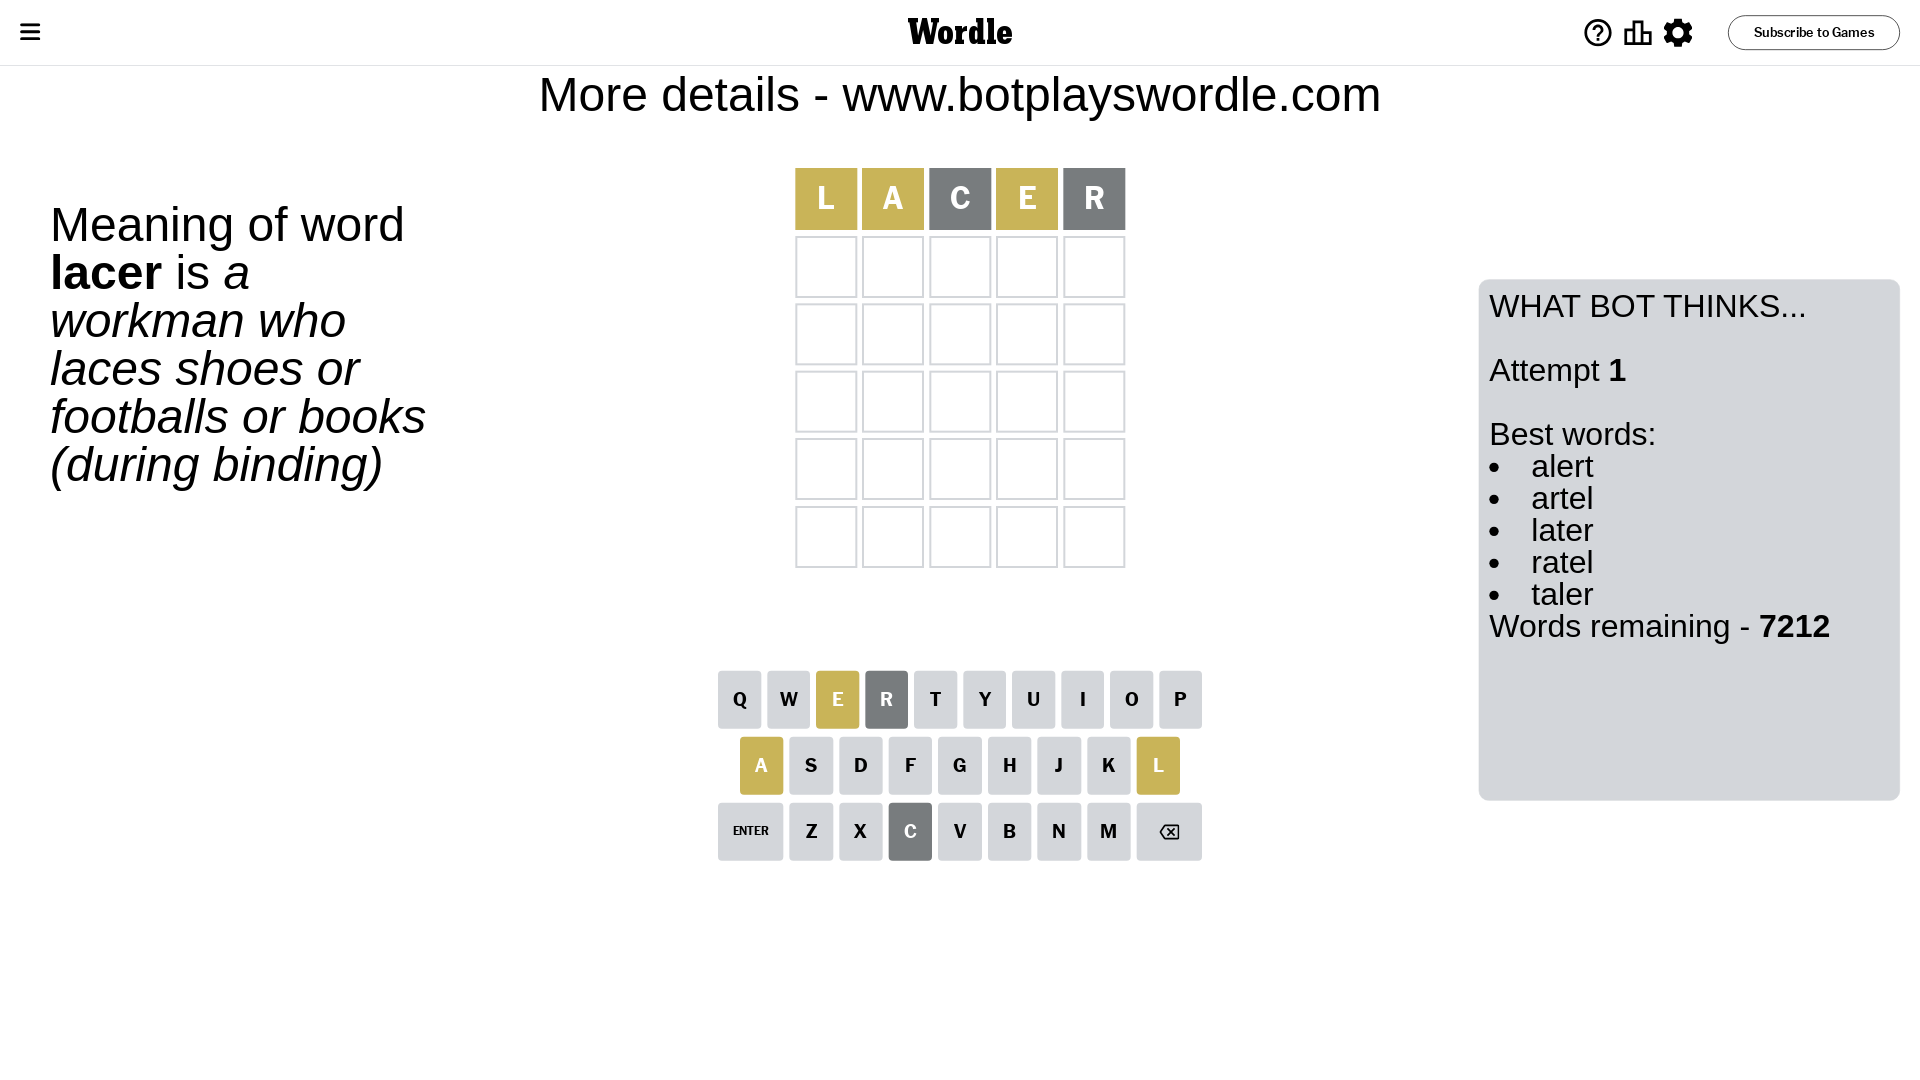 Wordle
Subscribe to Games
More details - www.botplayswordle.com
Meaning of word
lacer is a
workman who
laces shoes or
footballs or books
(during binding)
L A C E R
WHAT BOT THINKS...
Attempt 1
Best words:
• alert
• artel
• later
• ratel
• taler
Words remaining - 7212
Q W E R T Y U I O P
A S D F G H J K L
ENTER Z X C V B N M